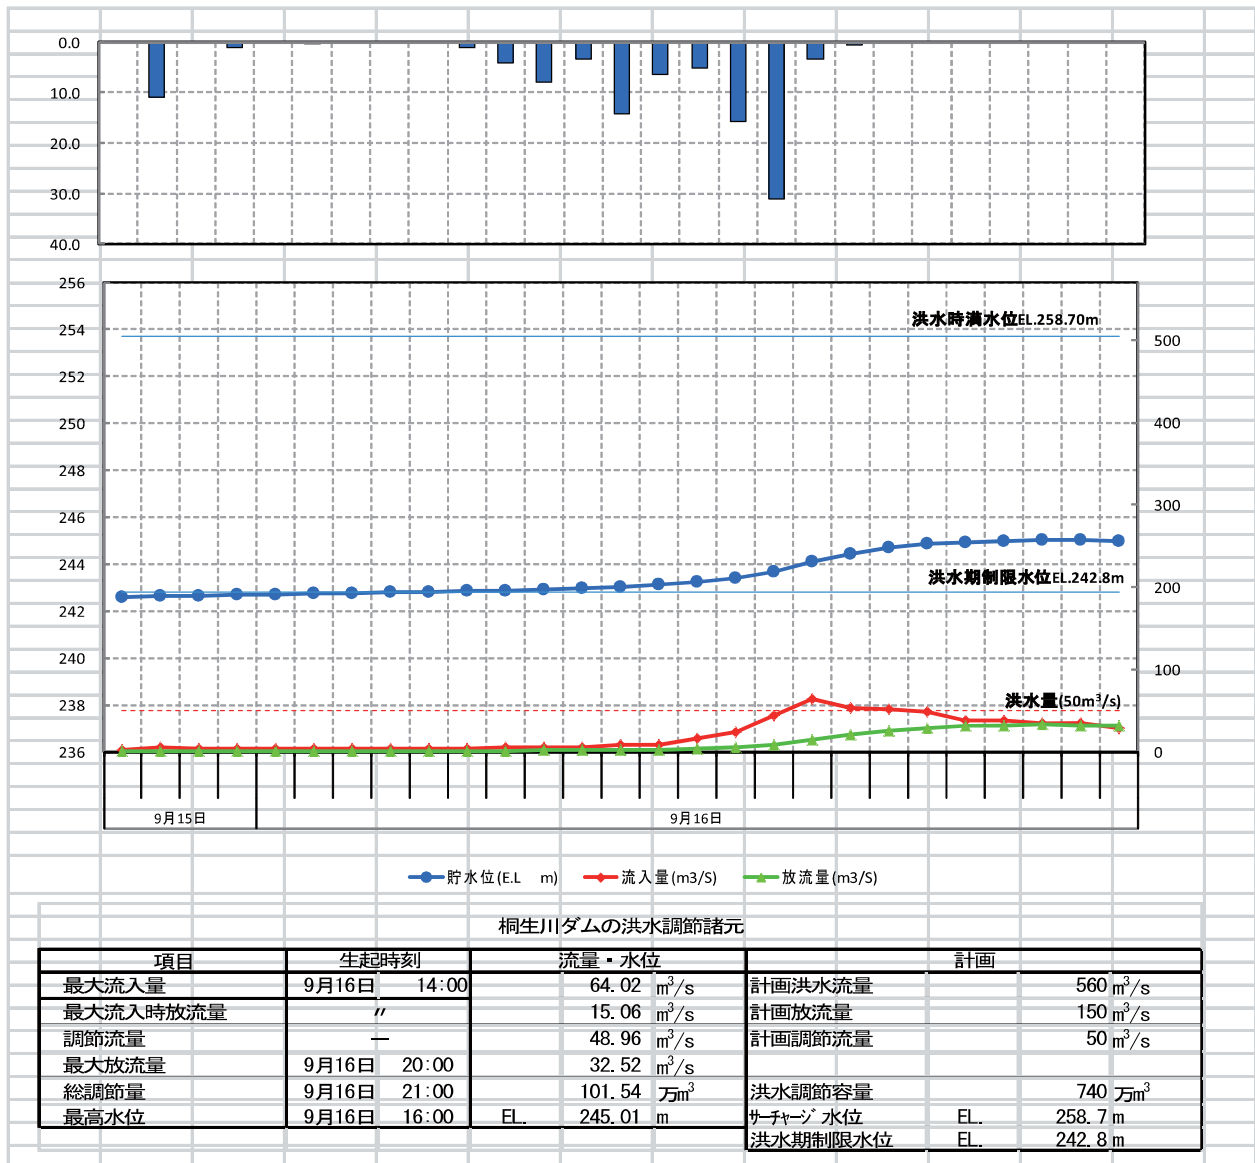 0.0
10.0
20.0
30.0
40.0
256
254
252
250
248
246
244
242
240
238
236
500
400
300
200
100
0
洪水時満水位EL.258.70m
洪水期制限水位EL.242.8m
洪水量(50m³/s)
9月15日 9月16日
貯水位(E.L m) 流入量(m3/S) 放流量(m3/S)
桐生川ダムの洪水調節諸元
項目 生起時刻 流量・水位 計画
最大流入量 9月16日 14:00 64.02 m³/s 計画洪水流量 560 m³/s
最大流入時放流量 〃 15.06 m³/s 計画放流量 150 m³/s
調節流量 ― 48.96 m³/s 計画調節流量 50 m³/s
最大放流量 9月16日 20:00 32.52 m³/s
総調節量 9月16日 21:00 101.54 万m³ 洪水調節容量 740 万m³
最高水位 9月16日 16:00 EL. 245.01 m サーチャージ水位 EL. 258.7 m
洪水期制限水位 EL. 242.8 m